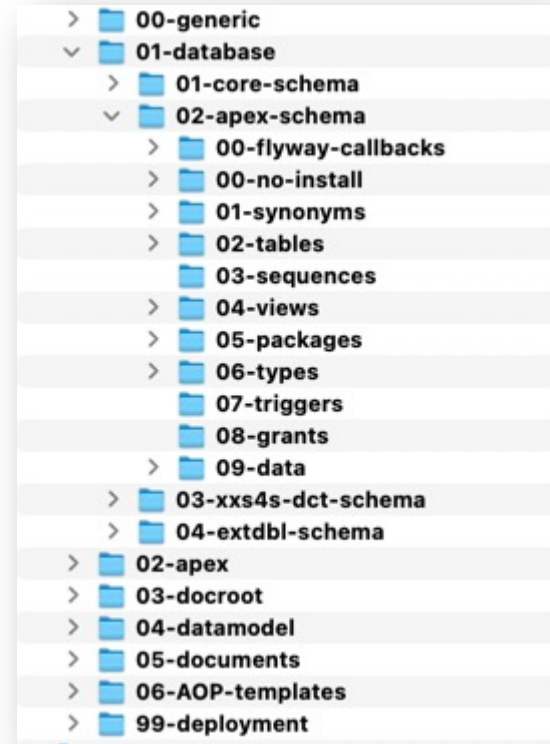 00-generic
01-database
01-core-schema
02-apex-schema
00-flyway-callbacks
00-no-install
01-synonyms
02-tables
03-sequences
04-views
05-packages
06-types
07-triggers
08-grants
09-data
03-xxs4s-dct-schema
04-extdbl-schema
02-apex
03-docroot
04-datamodel
05-documents
06-AOP-templates
99-deployment